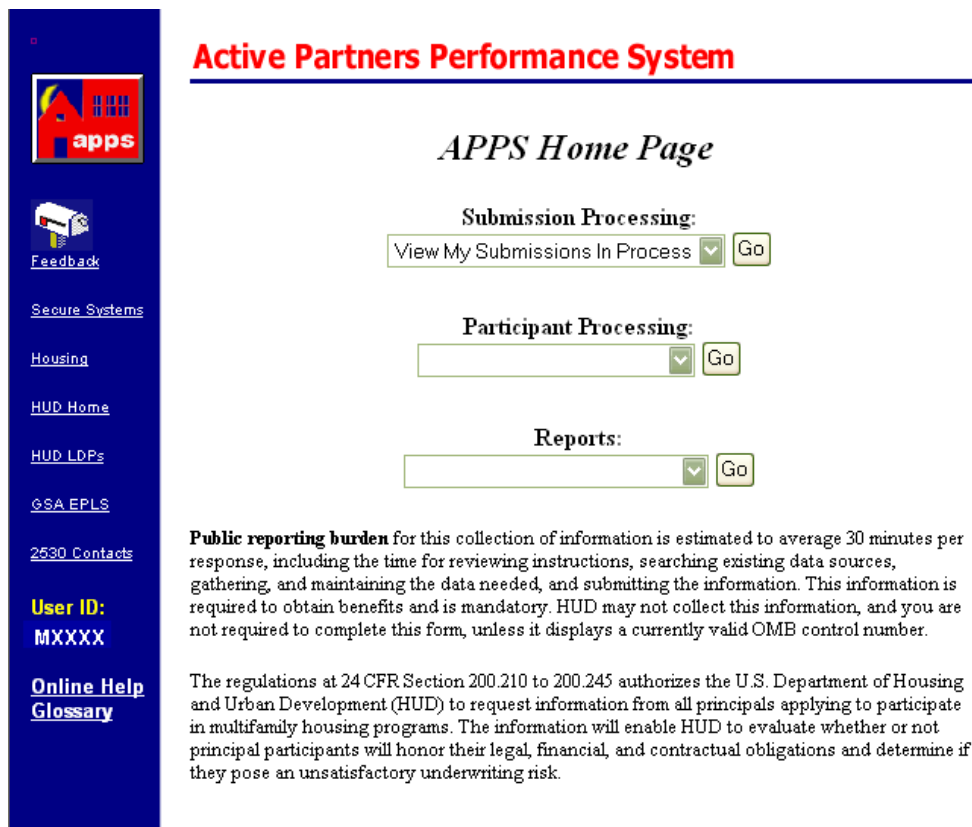 Active Partners Performance System
apps
APPS Home Page
Submission Processing:
View My Submissions In Process
Go
Participant Processing:
Go
Reports:
Go
Feedback
Secure Systems
Housing
HUD Home
HUD LDPs
GSA EPLS
2530 Contacts
User ID:
MXXXX
Online Help
Glossary
Public reporting burden for this collection of information is estimated to average 30 minutes per
response, including the time for reviewing instructions, searching existing data sources,
gathering, and maintaining the data needed, and submitting the information. This information is
required to obtain benefits and is mandatory. HUD may not collect this information, and you are
not required to complete this form, unless it displays a currently valid OMB control number.
The regulations at 24 CFR Section 200.210 to 200.245 authorizes the U.S. Department of Housing
and Urban Development (HUD) to request information from all principals applying to participate
in multifamily housing programs. The information will enable HUD to evaluate whether or not
principal participants will honor their legal, financial, and contractual obligations and determine if
they pose an unsatisfactory underwriting risk.